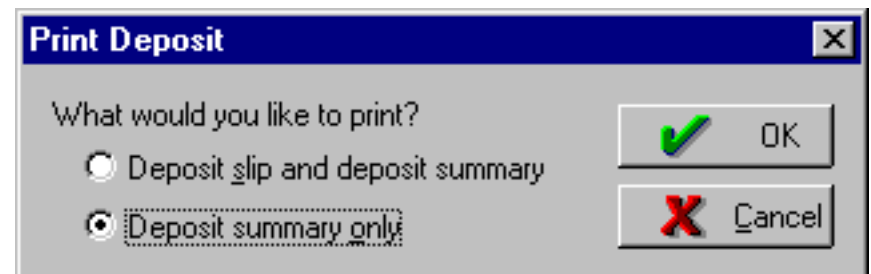 Print Deposit
What would you like to print?
Deposit slip and deposit summary
Deposit summary only
OK
Cancel